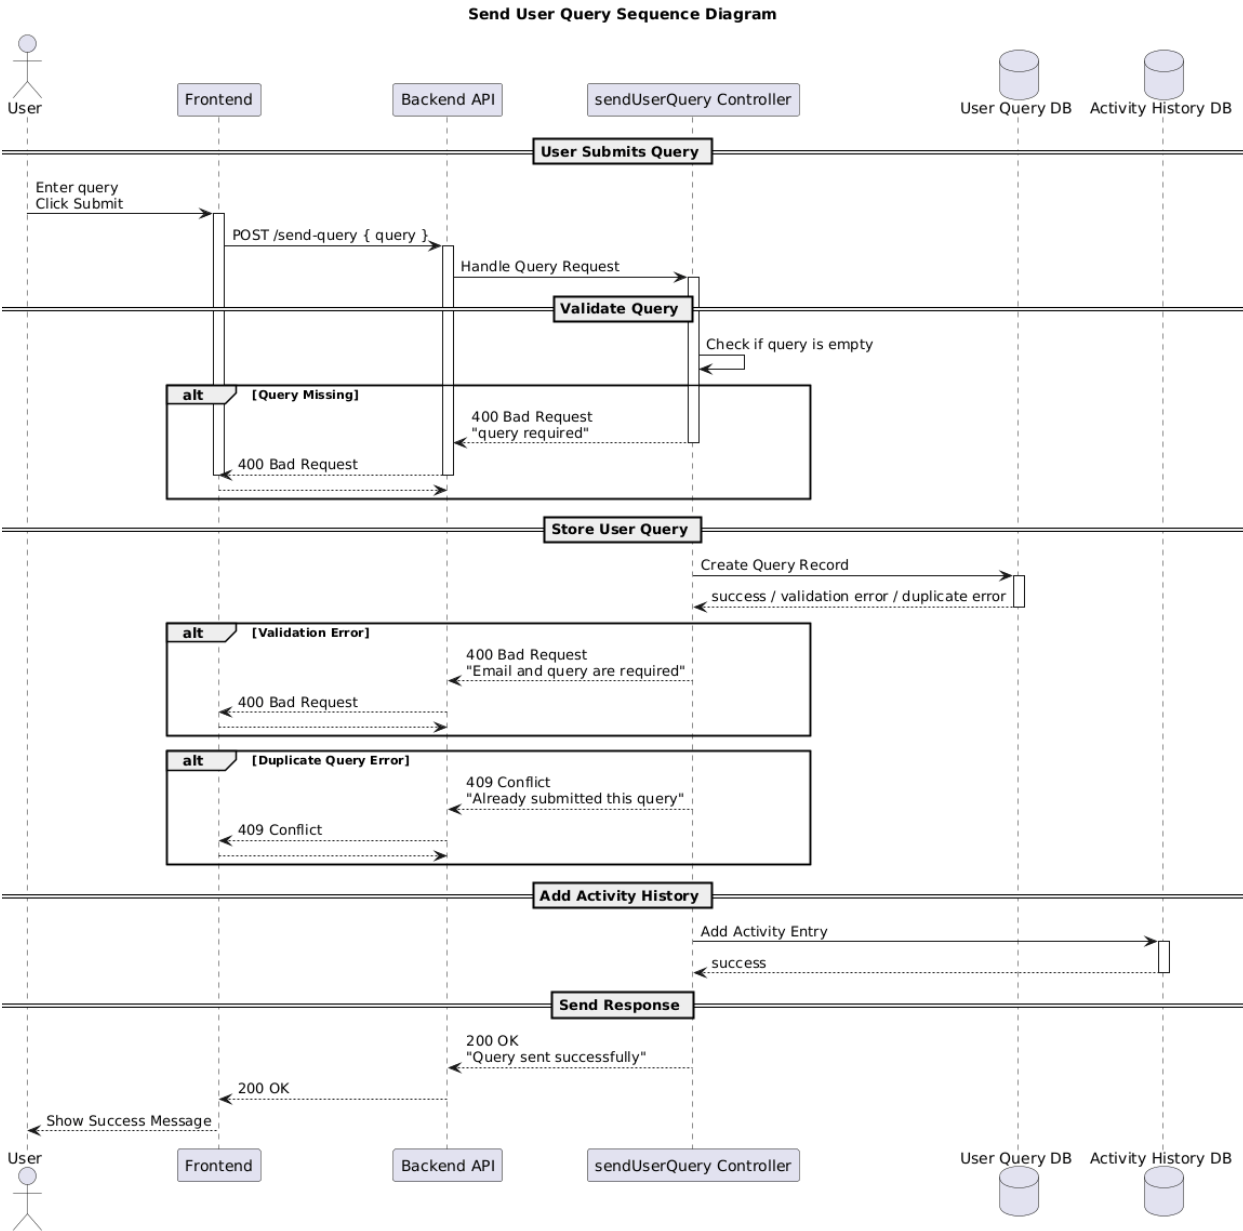 Send User Query Sequence Diagram
User
Frontend
Backend API
sendUserQuery Controller
User Query DB
Activity History DB
User Submits Query
Enter query
Click Submit
POST /send-query { query }
Handle Query Request
Validate Query
Check if query is empty
alt [Query Missing]
400 Bad Request
"query required"
400 Bad Request
Store User Query
Create Query Record
success / validation error / duplicate error
alt [Validation Error]
400 Bad Request
"Email and query are required"
400 Bad Request
alt [Duplicate Query Error]
409 Conflict
"Already submitted this query"
409 Conflict
Add Activity History
Add Activity Entry
success
Send Response
200 OK
"Query sent successfully"
200 OK
Show Success Message
User
Frontend
Backend API
sendUserQuery Controller
User Query DB
Activity History DB